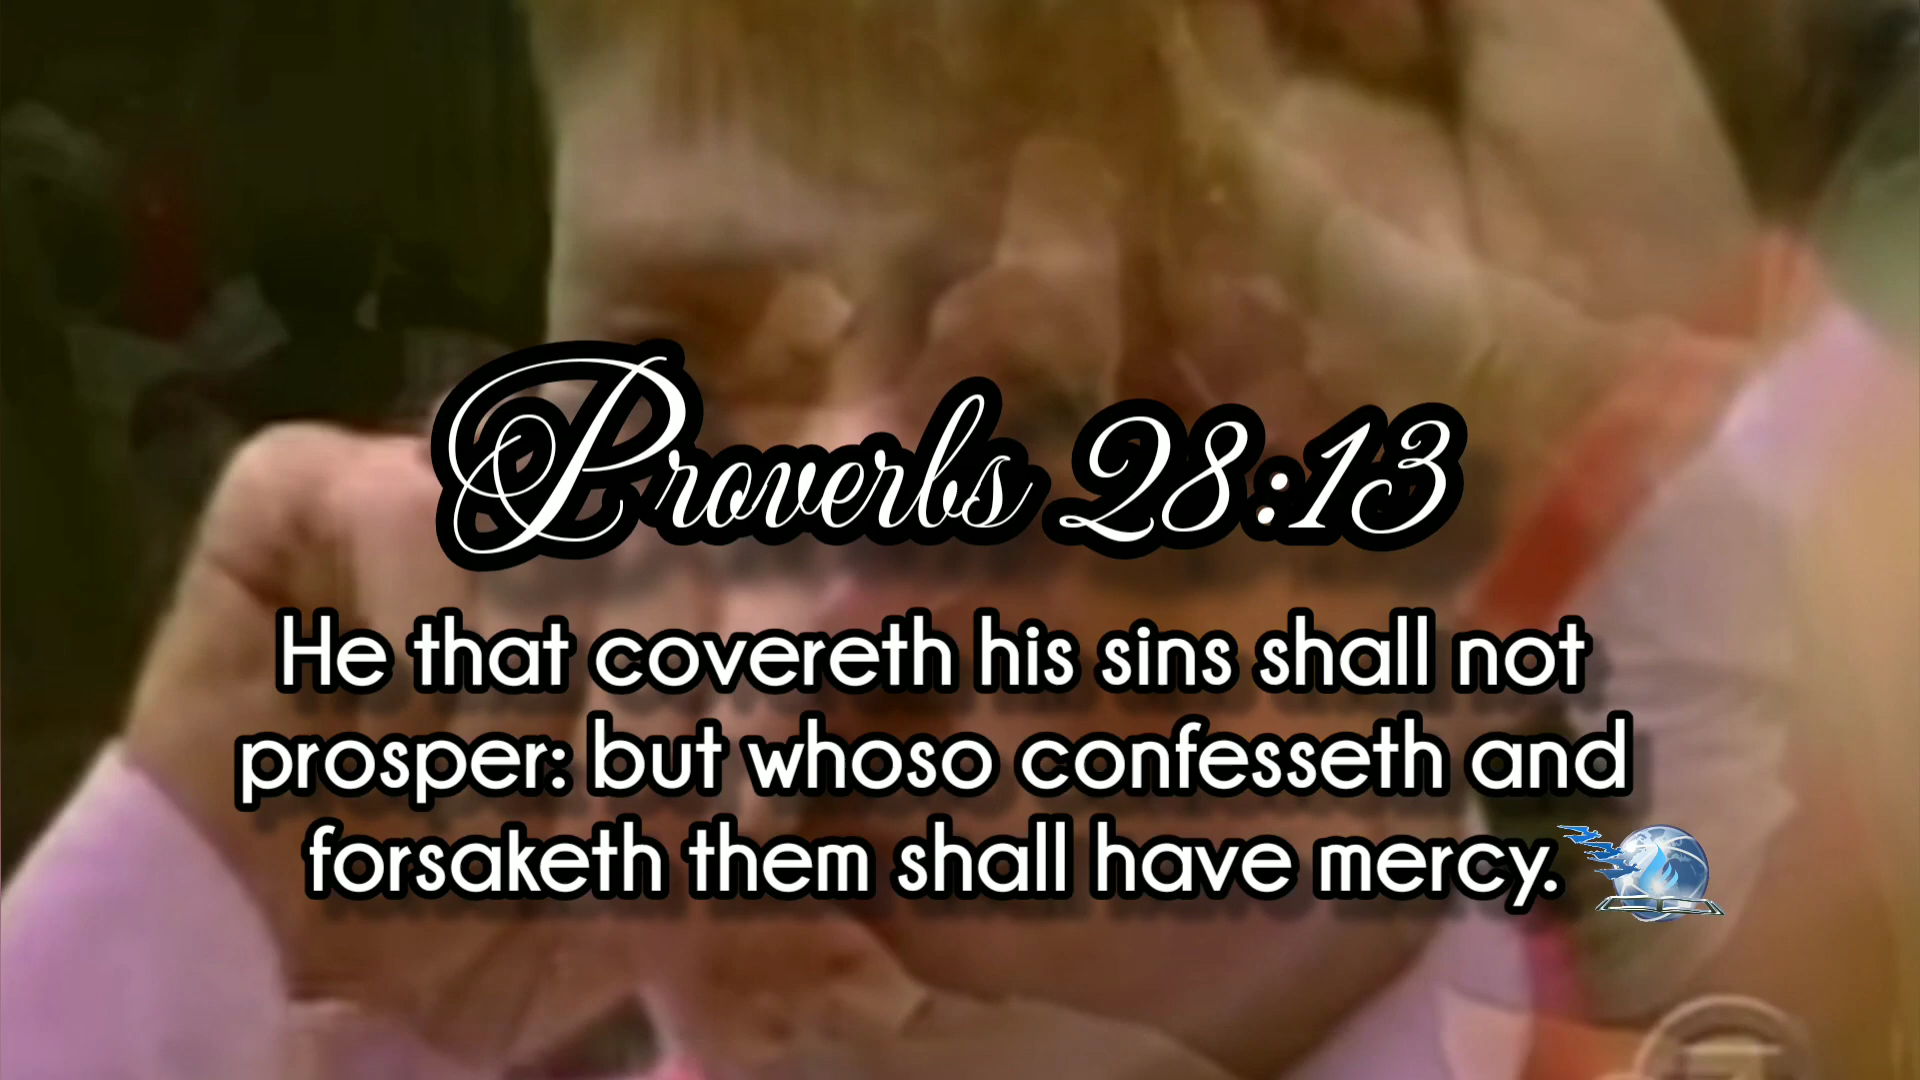 Proverbs 28:13
He that covereth his sins shall not
prosper: but whoso confesseth and
forsaketh them shall have mercy.